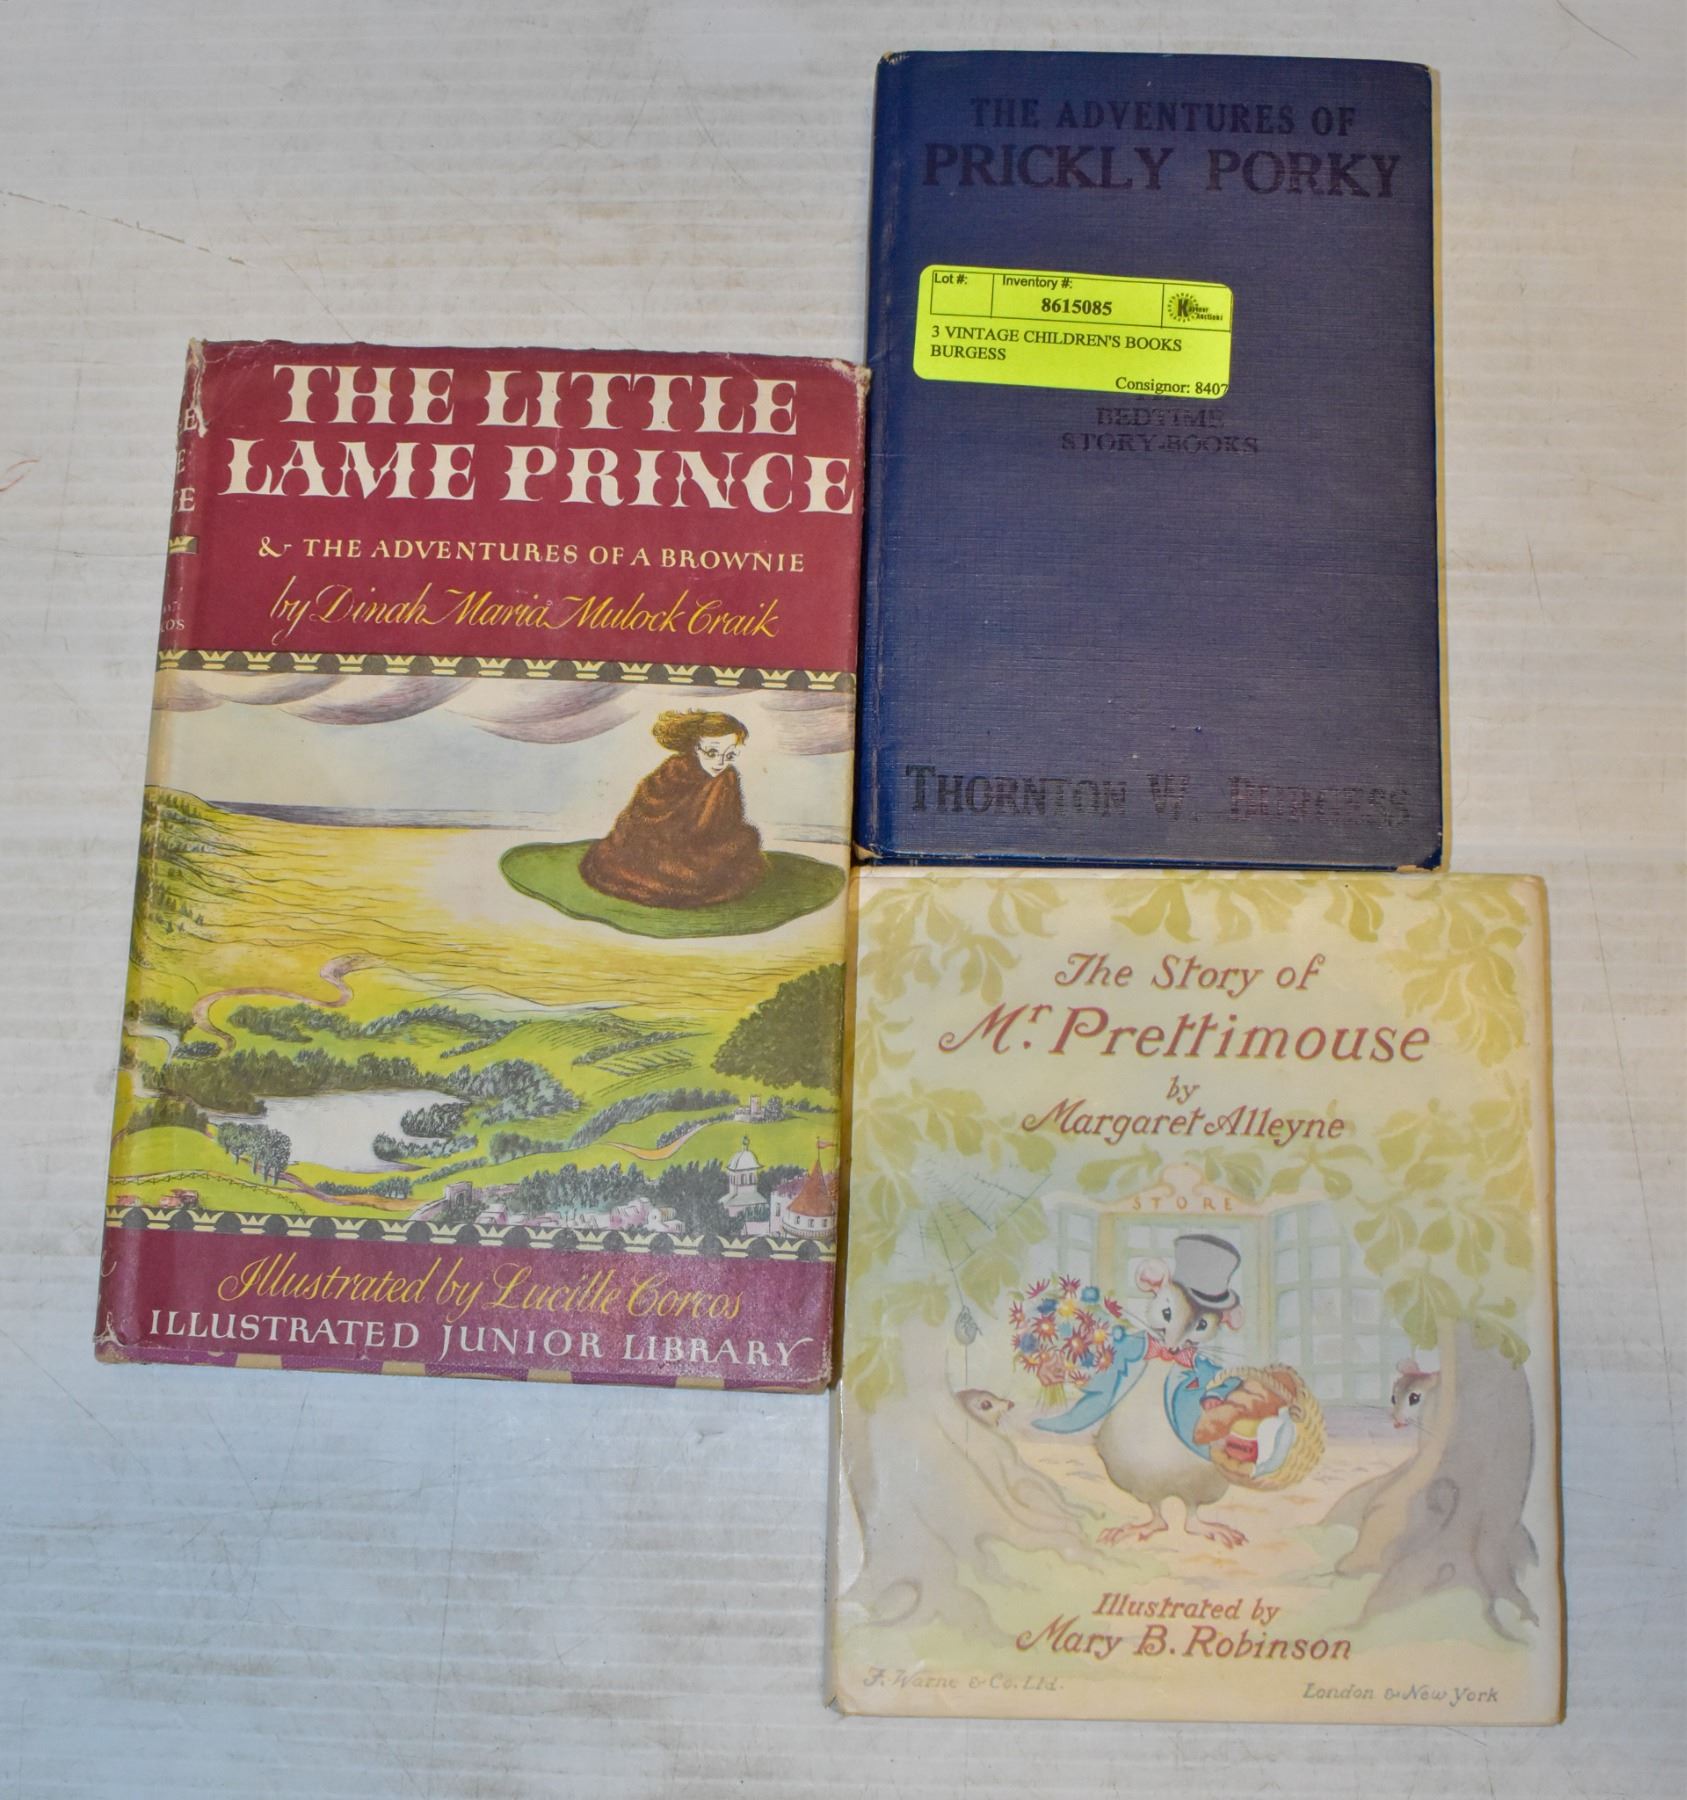 THE LITTLE
LAME PRINCE
& THE ADVENTURES OF A BROWNIE
by Dinah Maria Mulock Craik
Illustrated by Lucille Corcos
ILLUSTRATED JUNIOR LIBRARY
THE ADVENTURES OF
PRICKLY PORKY
Lot #:
Inventory #:
8615085
3 VINTAGE CHILDREN'S BOOKS
BURGESS
Consignor: 8407
BEDTIME
STORY-BOOKS
THORNTON W. BURGESS
The Story of
Mr. Prettimouse
by
Margaret Alleyne
STORE
HONEY
Illustrated by
Mary B. Robinson
F. Warne & Co. Ltd.
London & New York